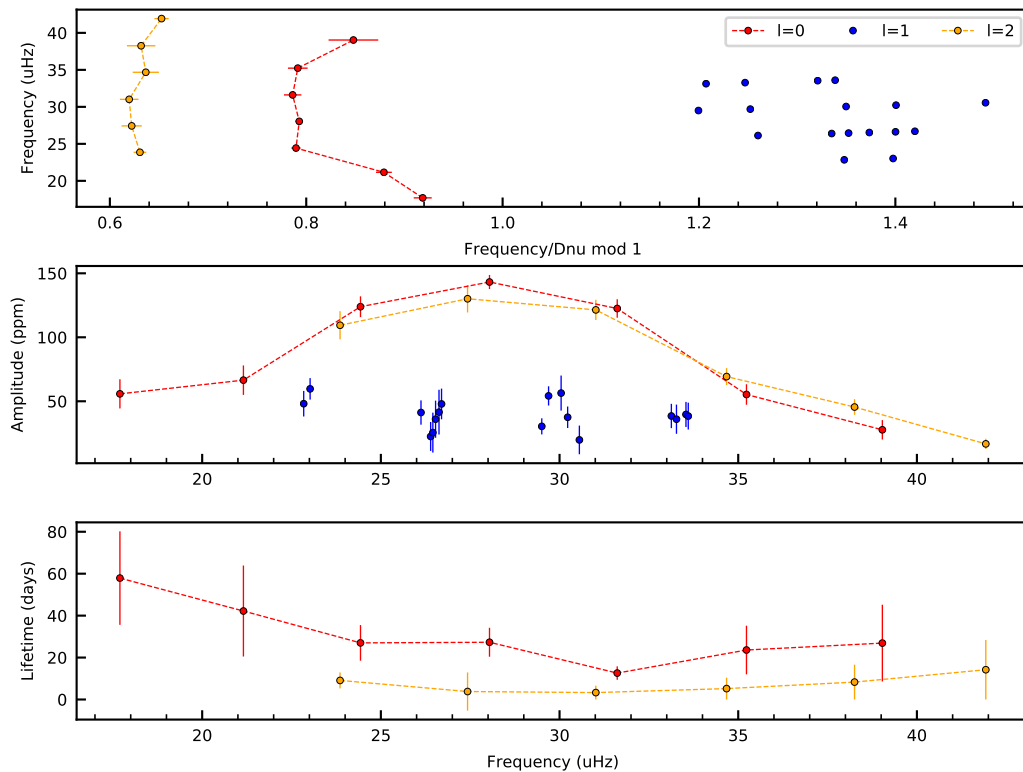 Frequency (uHz)
40
35
30
25
20
l=0 l=1 l=2
0.6 0.8 1.0 1.2 1.4
Frequency/Dnu mod 1
Amplitude (ppm)
150
100
50
20 25 30 35 40
Lifetime (days)
80
60
40
20
0
20 25 30 35 40
Frequency (uHz)